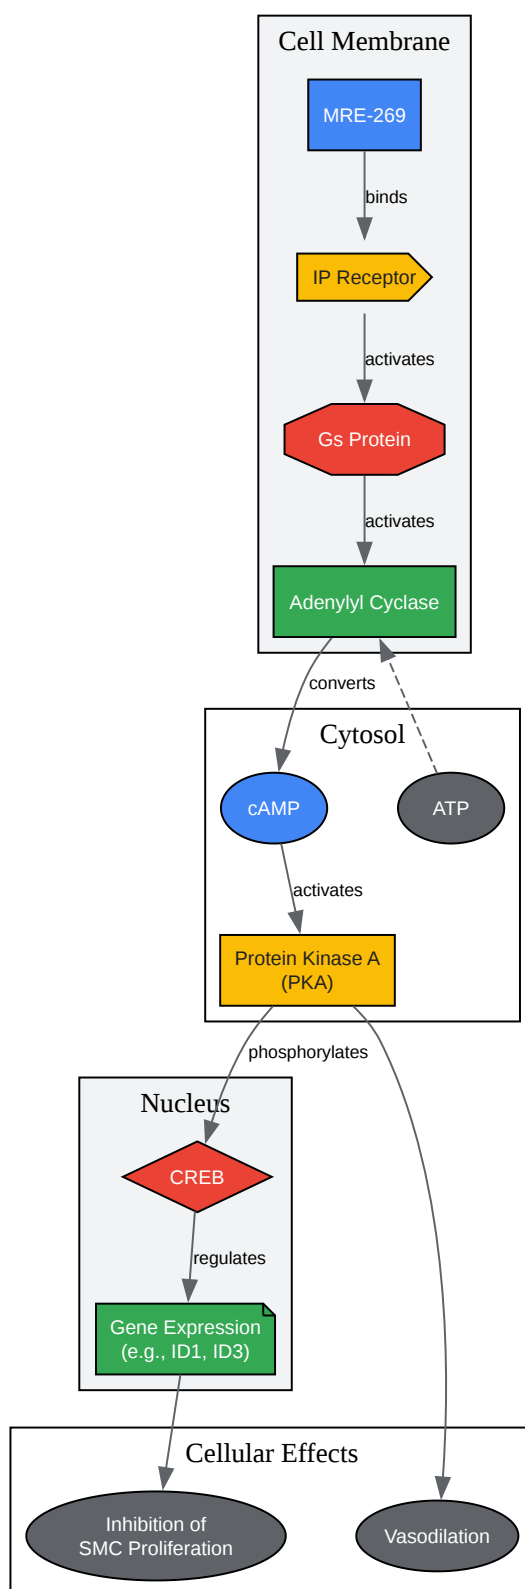 Cell Membrane
MRE-269
binds
IP Receptor
activates
Gs Protein
activates
Adenylyl Cyclase
converts
Cytosol
cAMP
ATP
activates
Protein Kinase A
(PKA)
phosphorylates
Nucleus
CREB
regulates
Gene Expression
(e.g., ID1, ID3)
Cellular Effects
Inhibition of
SMC Proliferation
Vasodilation